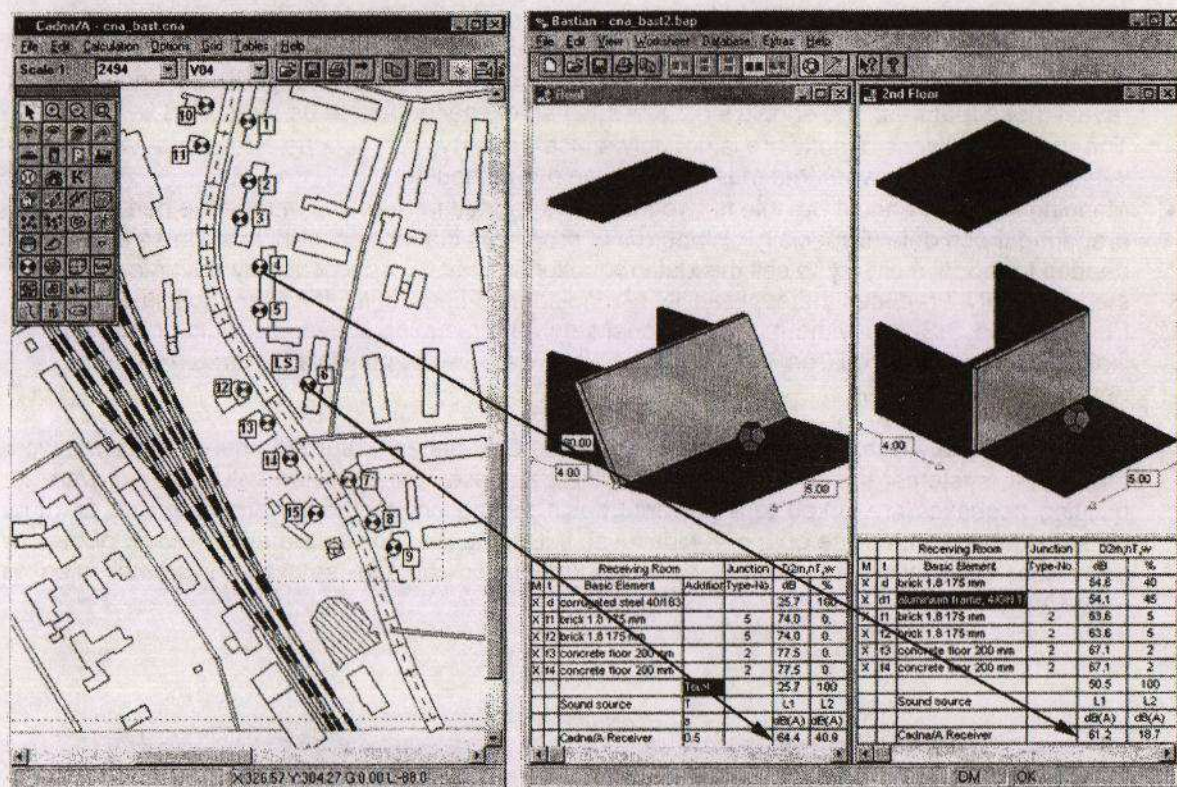 Cadna/A - cna_bast.cna
File Edit Calculation Options Grid Tables Help
Scale 1: 2494 V04
10
1
11
2
3
4
5
LS
6
12
13
14
7
15
8
9
K
dB abc
X:326.57 Y:304.27 G:0.00 L:-88.0
Bastian - cna_bast2.bap
File Edit View Worksheet Database Extras Help
Roof
4.00
5.00
Receiving Room Junction D2m,nT,w
M t Basic Element Addition Type-No. dB %
X d corrugated steel 40/183 25.7 100
X f1 brick 1.8 175 mm 5 74.0 0.
X f2 brick 1.8 175 mm 5 74.0 0.
X f3 concrete floor 200 mm 2 77.5 0.
X f4 concrete floor 200 mm 2 77.5 0.
25.7 100
Sound source T L1 L2
s dB(A) dB(A)
Cadna/A Receiver 0.5 64.4 40.9
2nd Floor
4.00
5.00
Receiving Room Junction D2m,nT,w
M t Basic Element Type-No. dB %
X d brick 1.8 175 mm 54.6 40
X d1 aluminium frame, 54.1 45
X f1 brick 1.8 175 mm 2 63.6 5
X f2 brick 1.8 175 mm 2 63.6 5
X f3 concrete floor 200 mm 2 67.1 2
X f4 concrete floor 200 mm 2 67.1 2
50.5 100
Sound source L1 L2
dB(A) dB(A)
Cadna/A Receiver 61.2 18.7
DM OK